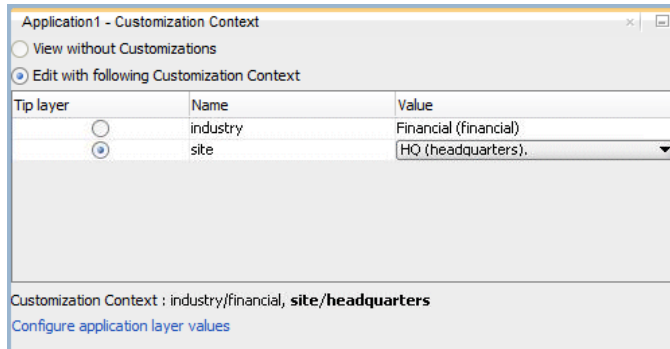 Application1 - Customization Context
View without Customizations
Edit with following Customization Context
Tip layer Name Value
industry Financial (financial)
site HQ (headquarters).
Customization Context : industry/financial, site/headquarters
Configure application layer values